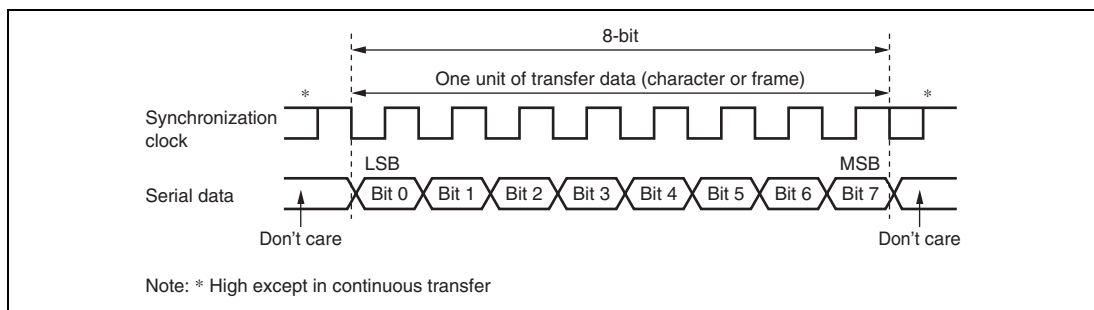 8-bit
One unit of transfer data (character or frame)
*
*
Synchronization
clock
LSB
MSB
Serial data
Bit 0 Bit 1 Bit 2 Bit 3 Bit 4 Bit 5 Bit 6 Bit 7
Don't care
Don't care
Note: * High except in continuous transfer